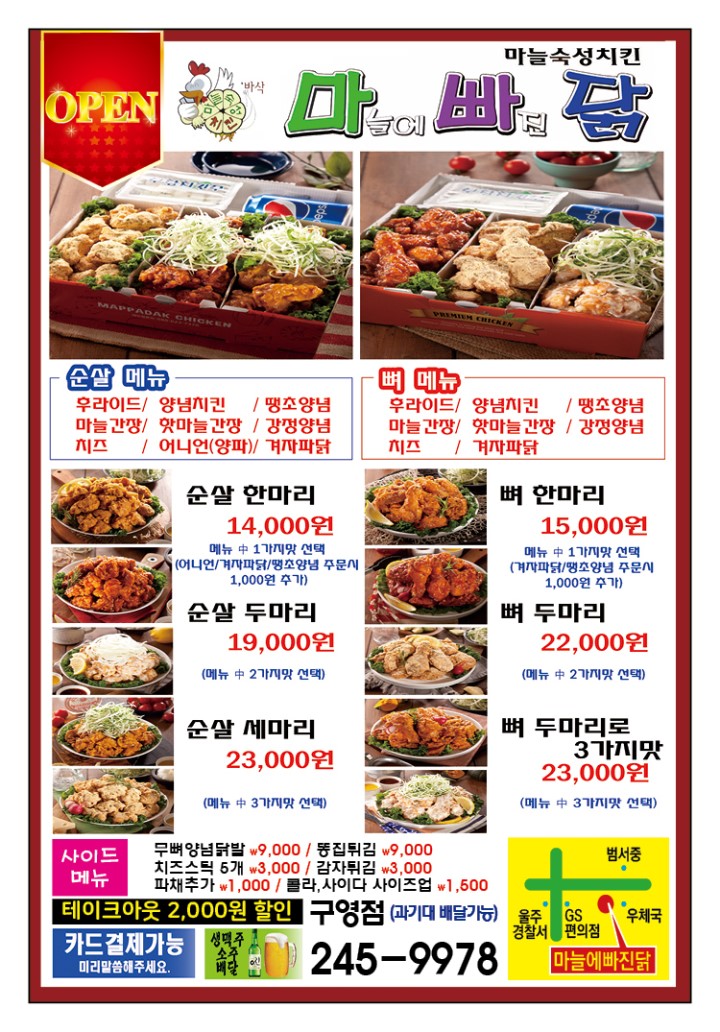 OPEN
'바삭
마늘숙성치킨
마늘에 빠진 닭
pepsi
MAPPADAK CHICKEN
PREMIUM CHICKEN
순살 메뉴
후라이드/ 양념치킨 / 땡초양념
마늘간장/ 핫마늘간장 / 강정양념
치즈 / 어니언(양파)/ 겨자파닭
뼈 메뉴
후라이드/ 양념치킨 / 땡초양념
마늘간장/ 핫마늘간장 / 강정양념
치즈 / 겨자파닭
순살 한마리
14,000원
메뉴 中 1가지맛 선택
(어니언/겨자파닭/땡초양념 주문시
1,000원 추가)
순살 두마리
19,000원
(메뉴 中 2가지맛 선택)
순살 세마리
23,000원
(메뉴 中 3가지맛 선택)
뼈 한마리
15,000원
메뉴 中 1가지맛 선택
(겨자파닭/땡초양념 주문시
1,000원 추가)
뼈 두마리
22,000원
(메뉴 中 2가지맛 선택)
뼈 두마리로
3가지맛
23,000원
(메뉴 中 3가지맛 선택)
사이드
메뉴
무뼈양념닭발 ₩9,000 / 똥집튀김 ₩9,000
치즈스틱 5개 ₩3,000 / 감자튀김 ₩3,000
파채추가 ₩1,000 / 콜라,사이다 사이즈업 ₩1,500
테이크아웃 2,000원 할인
구영점 (과기대 배달가능)
카드결제가능
미리말씀해주세요.
생맥주
소주
배달
245-9978
범서중
울주
경찰서
GS
편의점
우체국
마늘에빠진닭